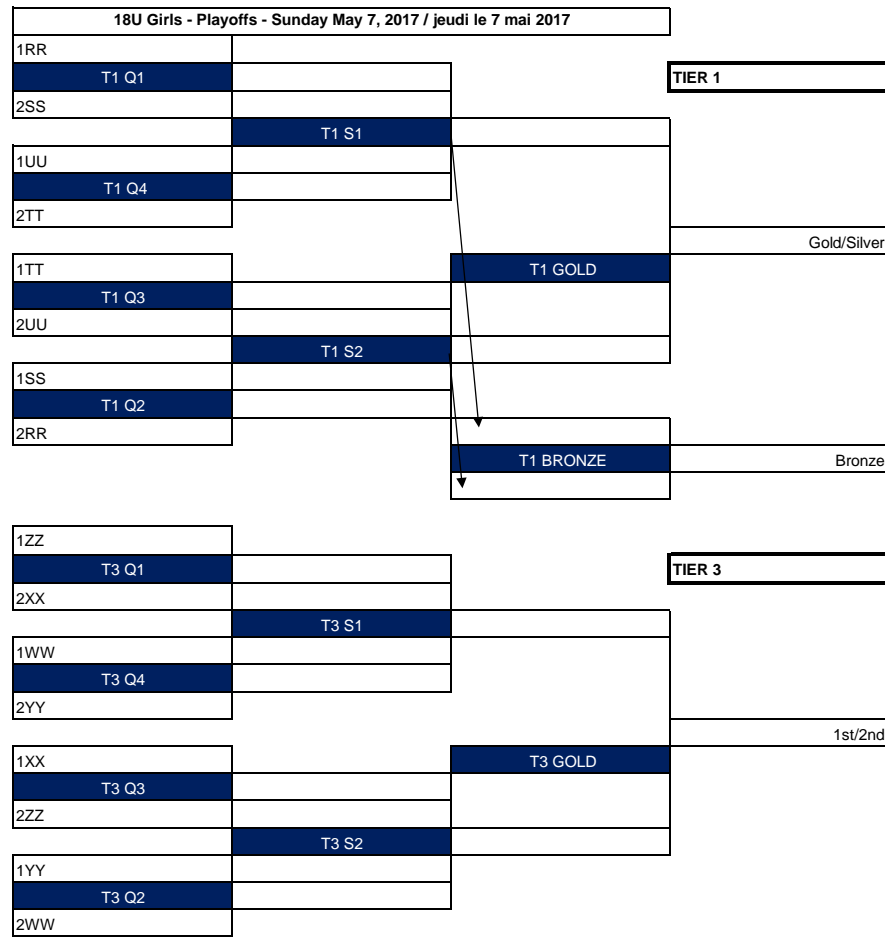 18U Girls - Playoffs - Sunday May 7, 2017 / jeudi le 7 mai 2017
1RR
T1 Q1
TIER 1
2SS
T1 S1
1UU
T1 Q4
2TT
Gold/Silver
1TT
T1 GOLD
T1 Q3
2UU
T1 S2
1SS
T1 Q2
2RR
T1 BRONZE
Bronze
1ZZ
T3 Q1
TIER 3
2XX
T3 S1
1WW
T3 Q4
2YY
1st/2nd
1XX
T3 GOLD
T3 Q3
2ZZ
T3 S2
1YY
T3 Q2
2WW